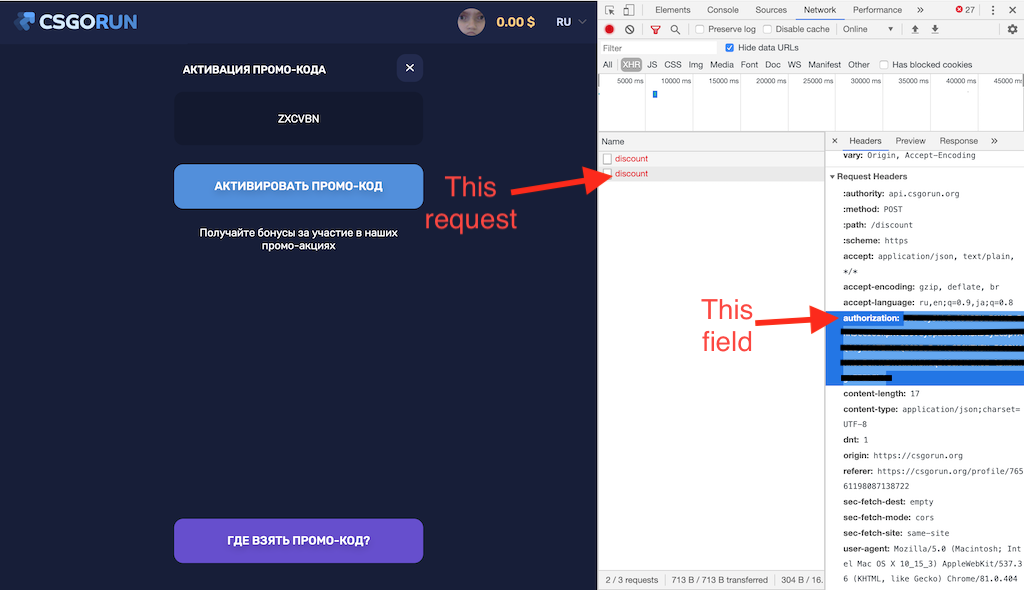 CSGORUN
0.00 $
RU
АКТИВАЦИЯ ПРОМО-КОДА
ZXCVBN
АКТИВИРОВАТЬ ПРОМО-КОД
Получайте бонусы за участие в наших
промо-акциях
ГДЕ ВЗЯТЬ ПРОМО-КОД?
This
request
This
field
Elements Console Sources Network Performance » 27
Preserve log Disable cache Online
Filter
Hide data URLs
All XHR JS CSS Img Media Font Doc WS Manifest Other Has blocked cookies
5000 ms 10000 ms 15000 ms 20000 ms 25000 ms 30000 ms 35000 ms 40000 ms 45000 m
Name
discount
discount
2 / 3 requests 713 B / 713 B transferred 304 B / 16.
× Headers Preview Response »
vary: Origin, Accept-Encoding
Request Headers
:authority: api.csgorun.org
:method: POST
:path: /discount
:scheme: https
accept: application/json, text/plain,
*/*
accept-encoding: gzip, deflate, br
accept-language: ru,en;q=0.9,ja;q=0.8
authorization:
content-length: 17
content-type: application/json;charset=
UTF-8
dnt: 1
origin: https://csgorun.org
referer: https://csgorun.org/profile/765
61198087138722
sec-fetch-dest: empty
sec-fetch-mode: cors
sec-fetch-site: same-site
user-agent: Mozilla/5.0 (Macintosh; Int
el Mac OS X 10_15_3) AppleWebKit/537.3
6 (KHTML, like Gecko) Chrome/81.0.404